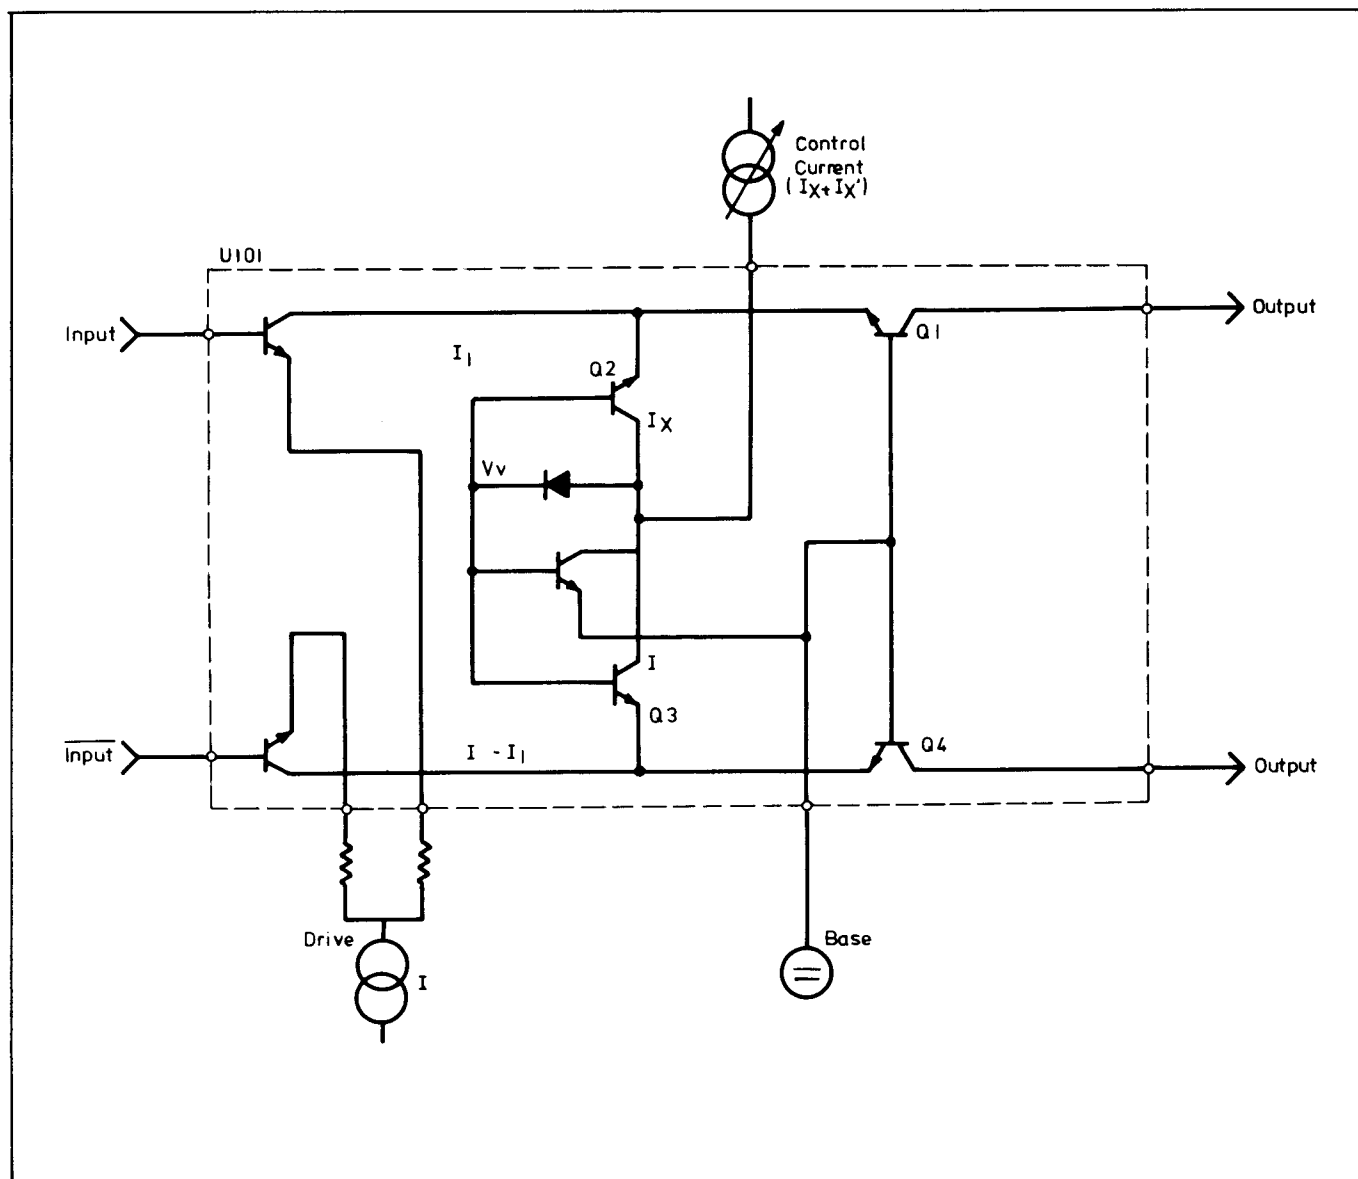 Control
Current
(IX+IX')
U101
Input
Output
Q1
I1
Q2
IX
Vv
I
Q3
Input
I - I1
Q4
Output
Drive
I
Base